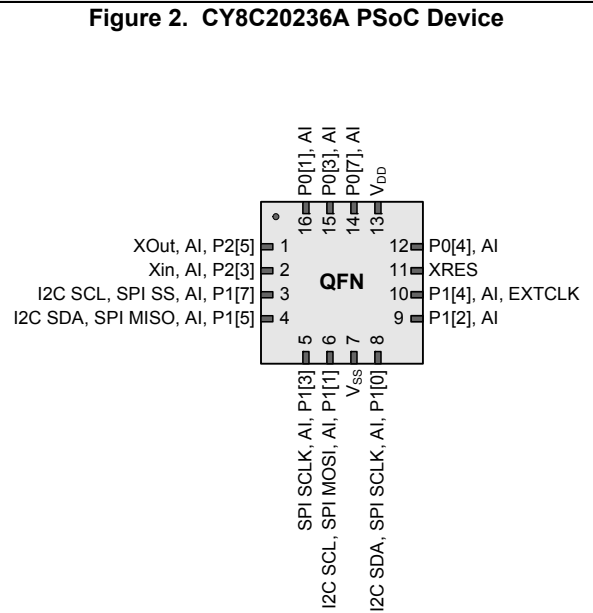 Figure 2. CY8C20236A PSoC Device
P0[1], AI
P0[3], AI
P0[7], AI
VDD
16
15
14
13
XOut, AI, P2[5]
1
12
P0[4], AI
Xin, AI, P2[3]
2
QFN
11
XRES
I2C SCL, SPI SS, AI, P1[7]
3
10
P1[4], AI, EXTCLK
I2C SDA, SPI MISO, AI, P1[5]
4
9
P1[2], AI
5
6
7
8
SPI SCLK, AI, P1[3]
I2C SCL, SPI MOSI, AI, P1[1]
VSS
I2C SDA, SPI SCLK, AI, P1[0]